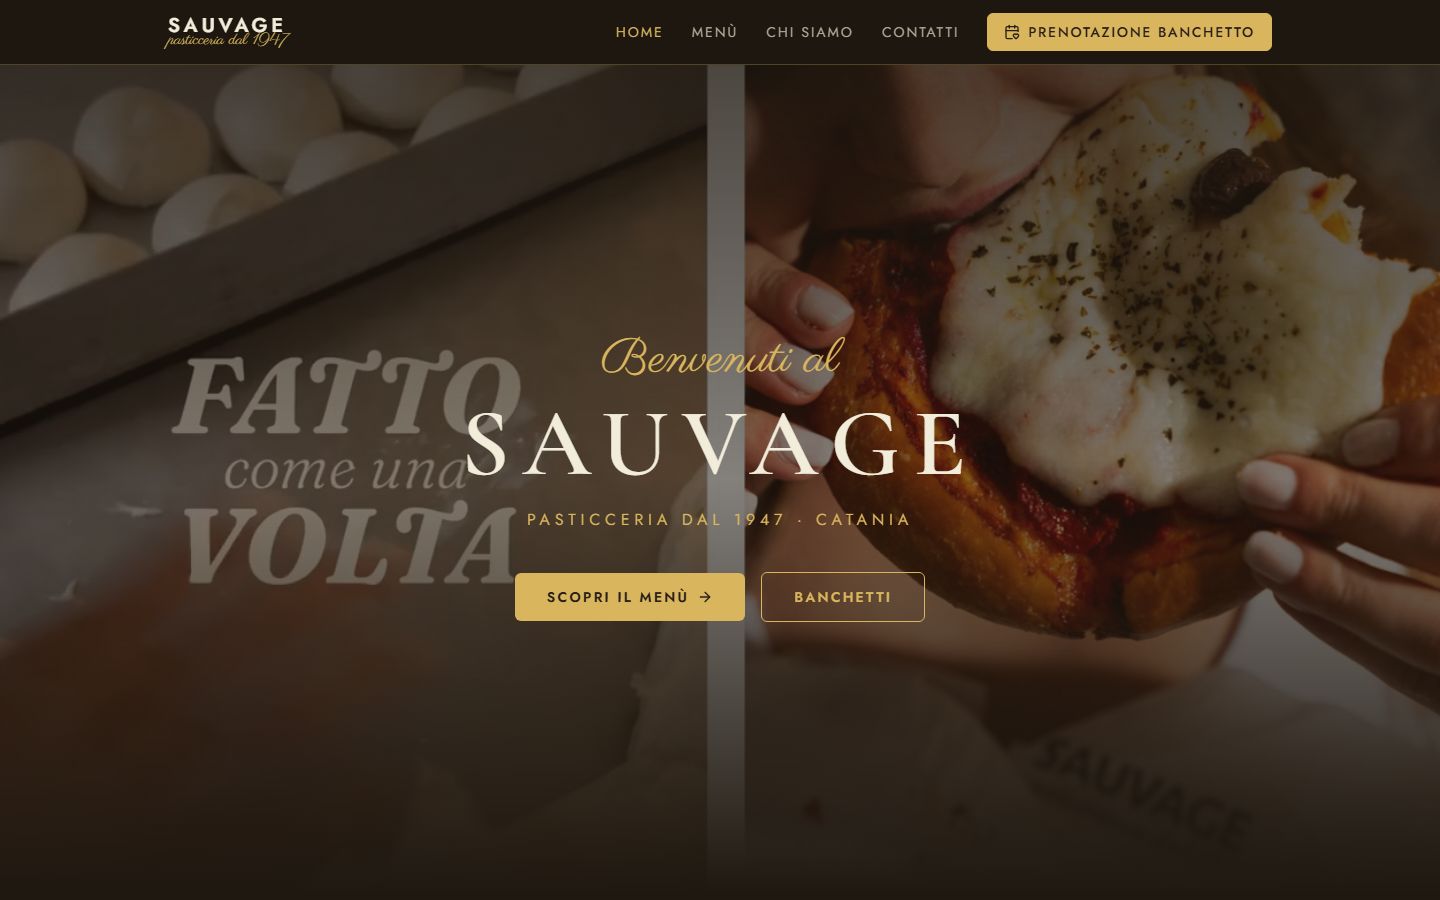 SAUVAGE
pasticceria dal 1947
HOME
MENÙ
CHI SIAMO
CONTATTI
PRENOTAZIONE BANCHETTO
Benvenuti al
FATTO
come una
VOLTA
SAUVAGE
PASTICCERIA DAL 1947 · CATANIA
SCOPRI IL MENÙ →
BANCHETTI
SAUVAGE